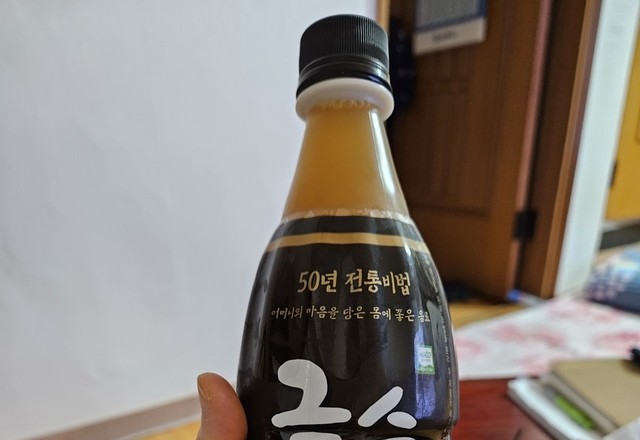 50년 전통비법
어머니의 마음을 담은 몸에 좋은 음료